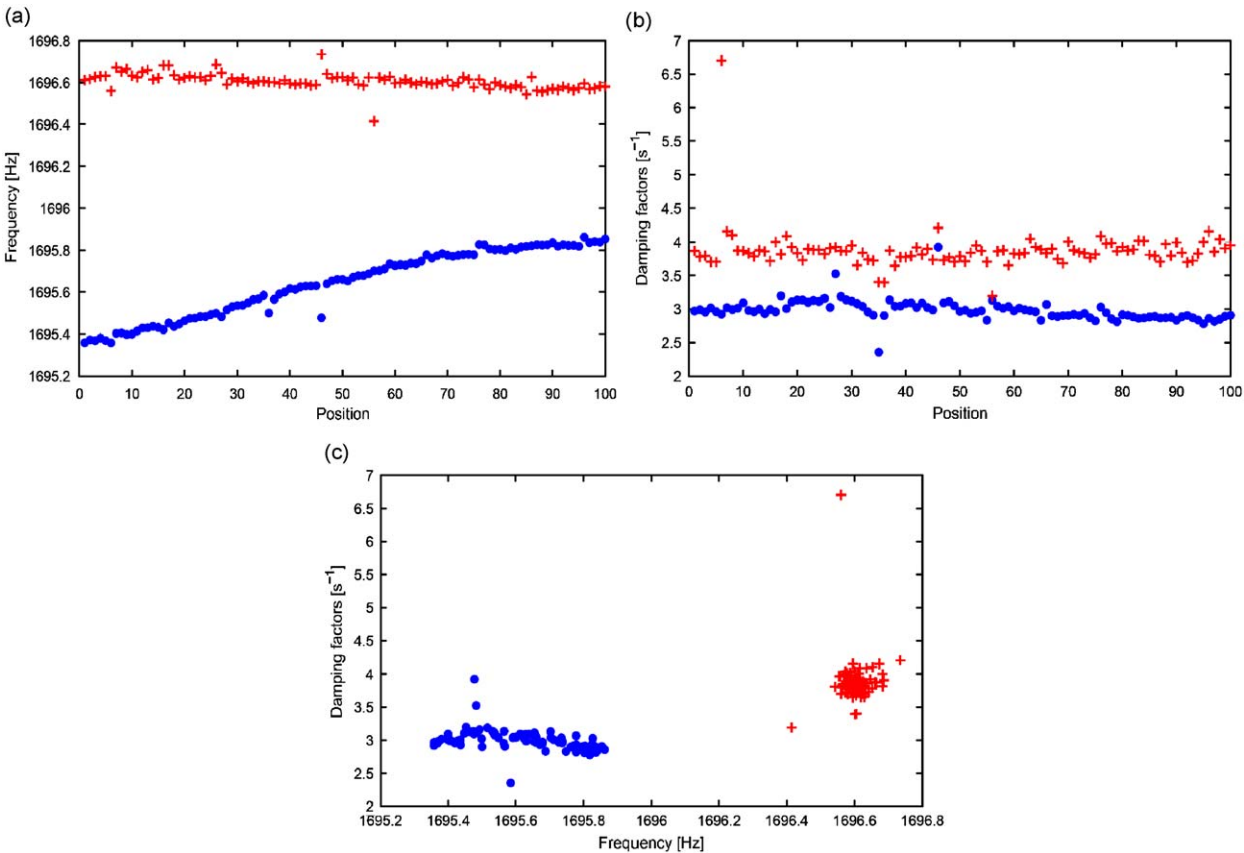 (a)
Frequency [Hz]
1696.8
1696.6
1696.4
1696.2
1696
1695.8
1695.6
1695.4
1695.2
0 10 20 30 40 50 60 70 80 90 100
Position
(b)
Damping factors [s⁻¹]
7
6.5
6
5.5
5
4.5
4
3.5
3
2.5
2
0 10 20 30 40 50 60 70 80 90 100
Position
(c)
Damping factors [s⁻¹]
7
6.5
6
5.5
5
4.5
4
3.5
3
2.5
2
1695.2 1695.4 1695.6 1695.8 1696 1696.2 1696.4 1696.6 1696.8
Frequency [Hz]